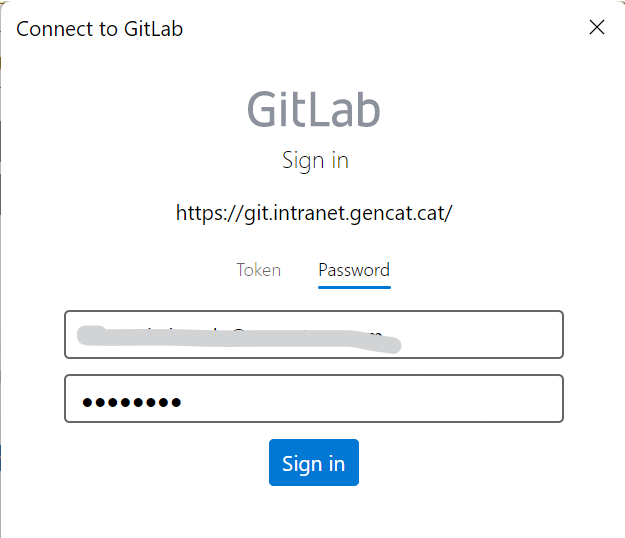 Connect to GitLab
GitLab
Sign in
https://git.intranet.gencat.cat/
Token Password
Sign in